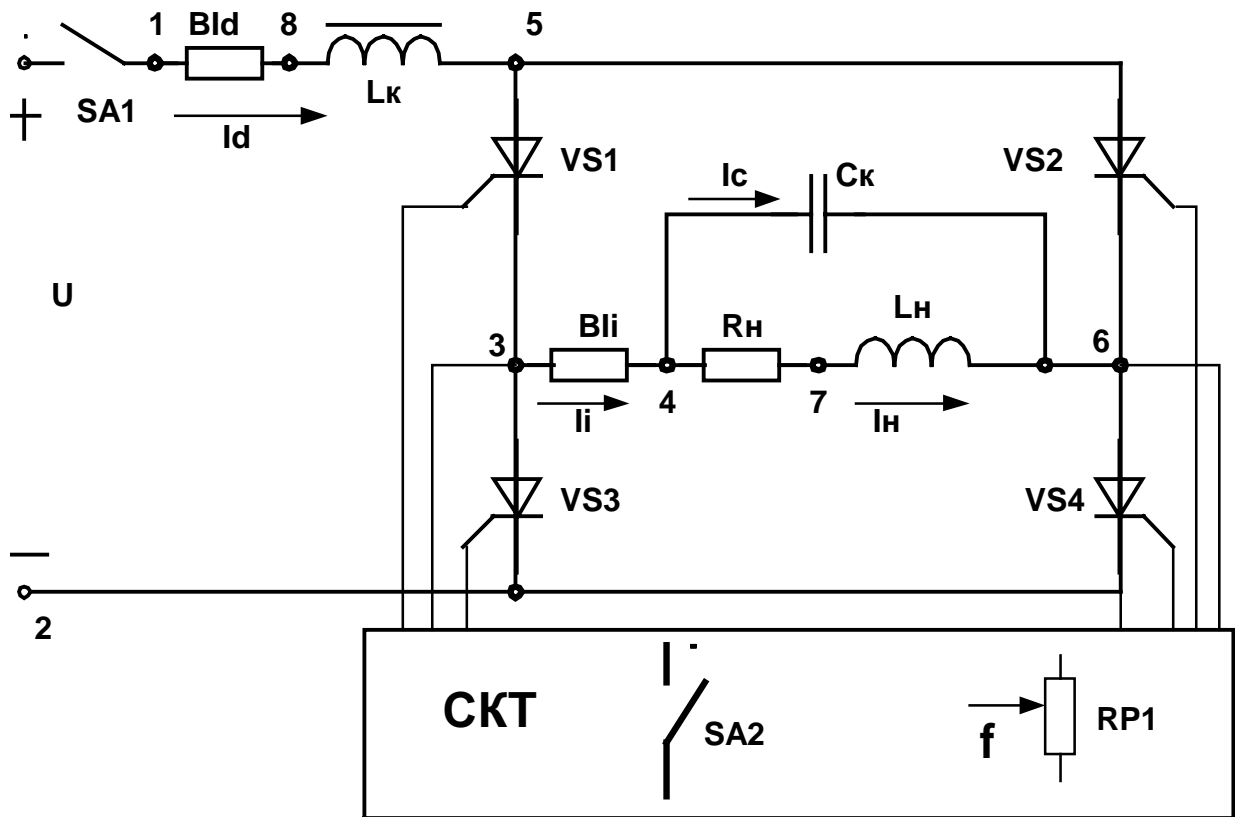 1 BId 8 5
Lк
SA1
Id
VS1 VS2
Ic Cк
U
BIi Rн Lн
3 6
4 7
Ii Iн
VS3 VS4
2
СКТ
SA2
f
RP1